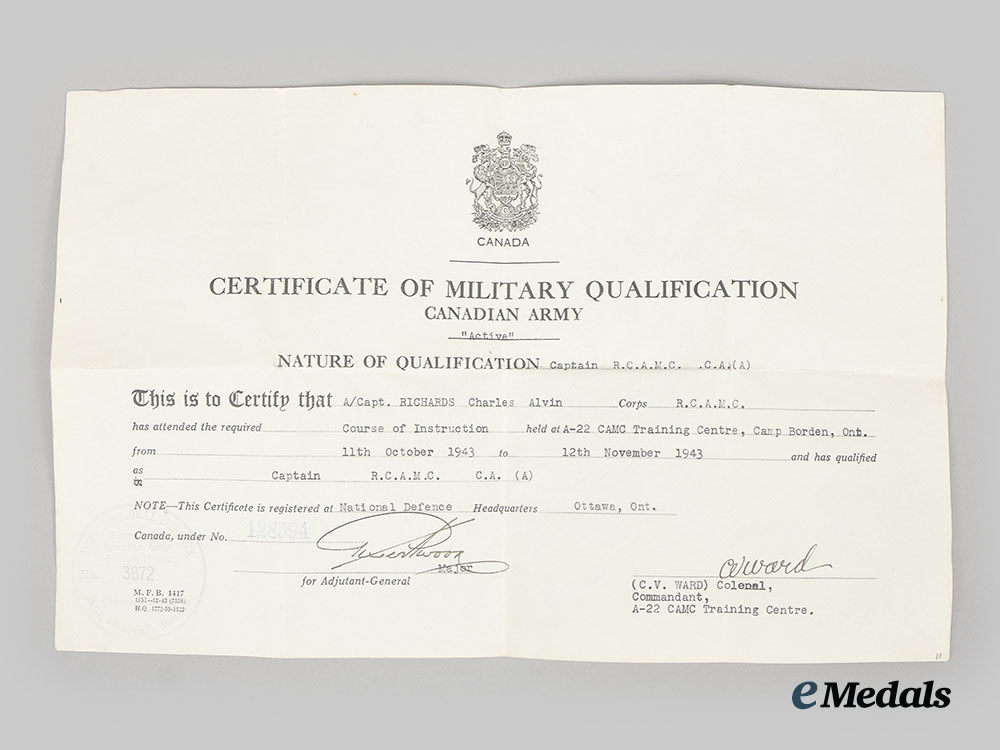 CANADA
CERTIFICATE OF MILITARY QUALIFICATION
CANADIAN ARMY
"Active"
NATURE OF QUALIFICATION Captain R.C.A.M.C. .C.A.(A)
This is to Certify that A/Capt. RICHARDS Charles Alvin Corps R.C.A.M.C.
has attended the required Course of Instruction held at A-22 CAMC Training Centre, Camp Borden, Ont.
from 11th October 1943 to 12th November 1943 and has qualified
as
Captain R.C.A.M.C. C.A. (A)
NOTE—This Certificate is registered at National Defence Headquarters Ottawa, Ont.
Canada, under No. 128394
Major
for Adjutant-General
No. 3872
M. F. B. 1417
H.Q. 1772-39-1522
(C.V. WARD) Colonel,
Commandant,
A-22 CAMC Training Centre.
eMedals